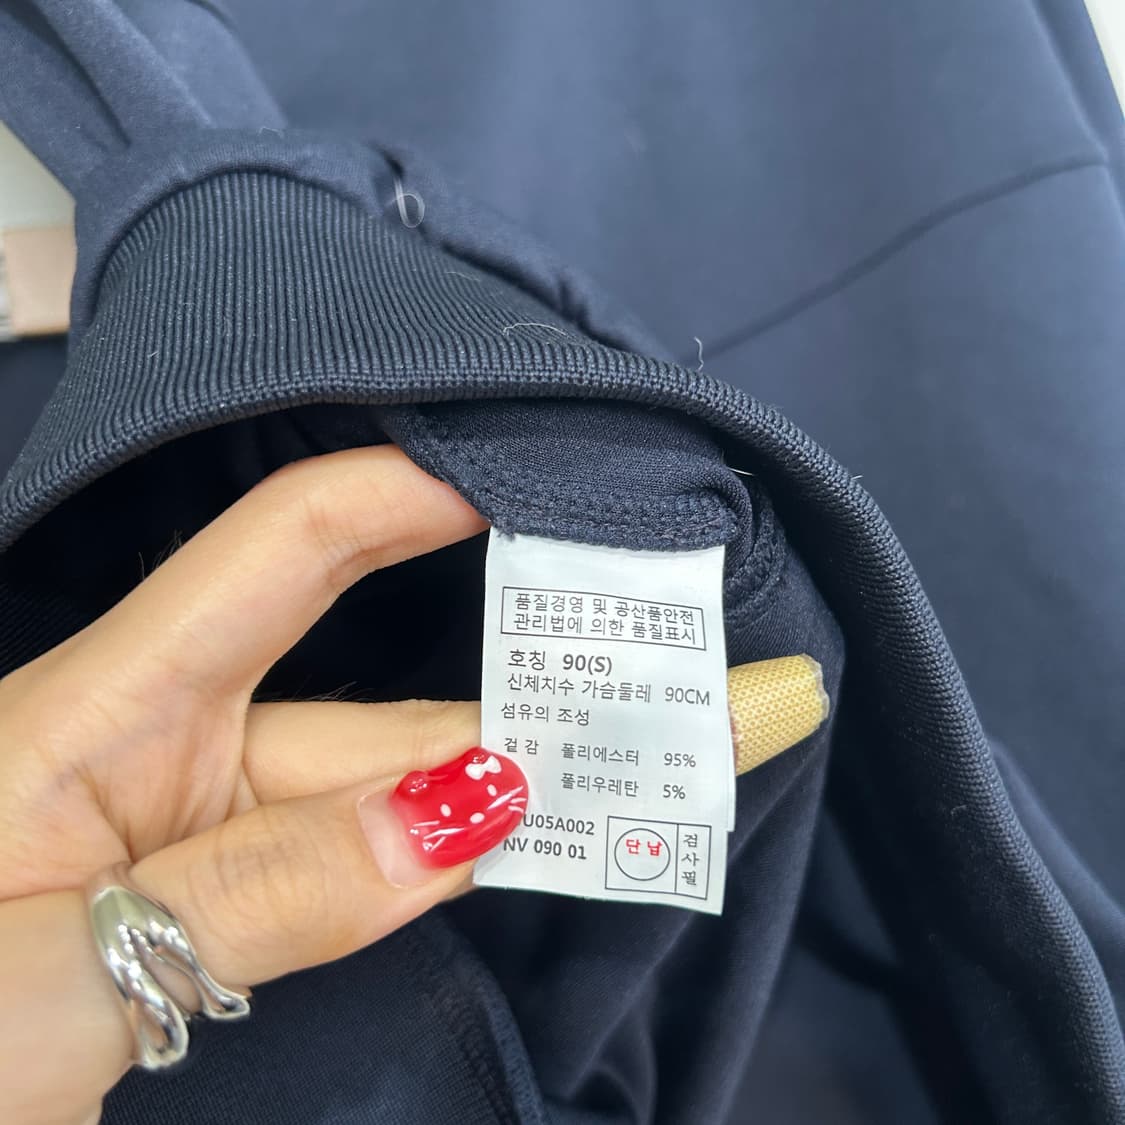 품질경영 및 공산품안전
관리법에 의한 품질표시
호칭 90(S)
신체치수 가슴둘레 90CM
섬유의 조성
겉감 폴리에스터 95%
폴리우레탄 5%
U05A002
NV 090 01
단남
검사필